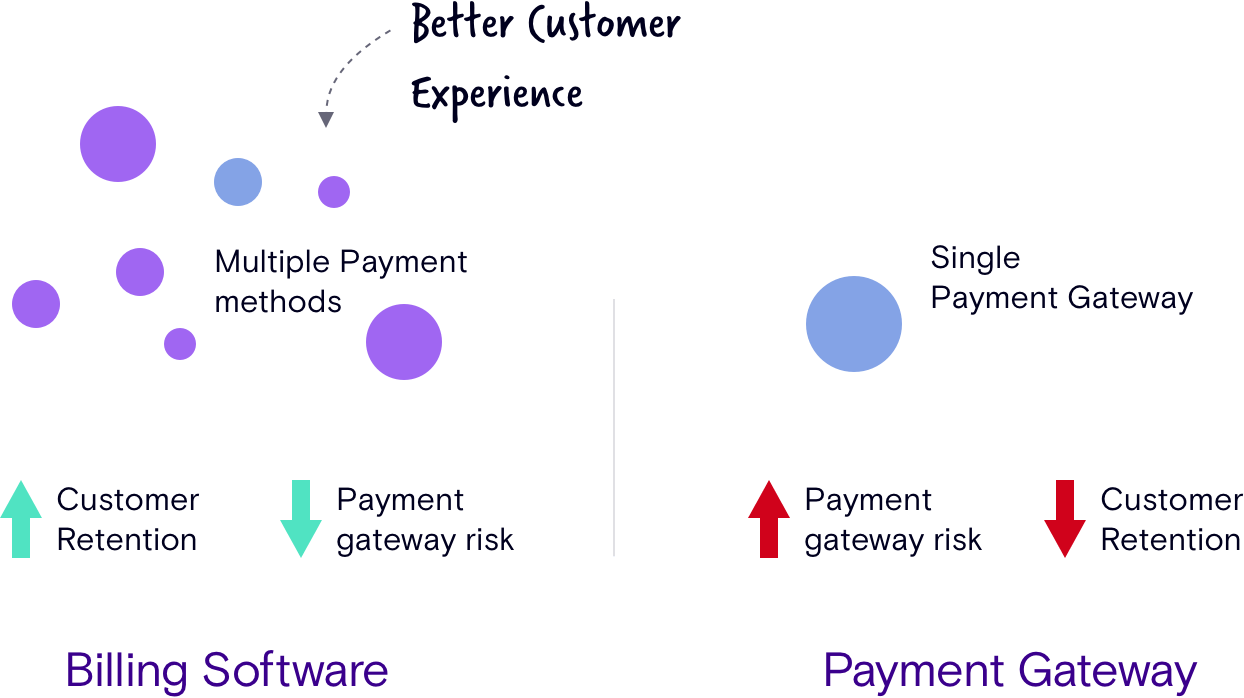 Better Customer
Experience
Multiple Payment
methods
Customer
Retention
Payment
gateway risk
Billing Software
Single
Payment Gateway
Payment
gateway risk
Customer
Retention
Payment Gateway